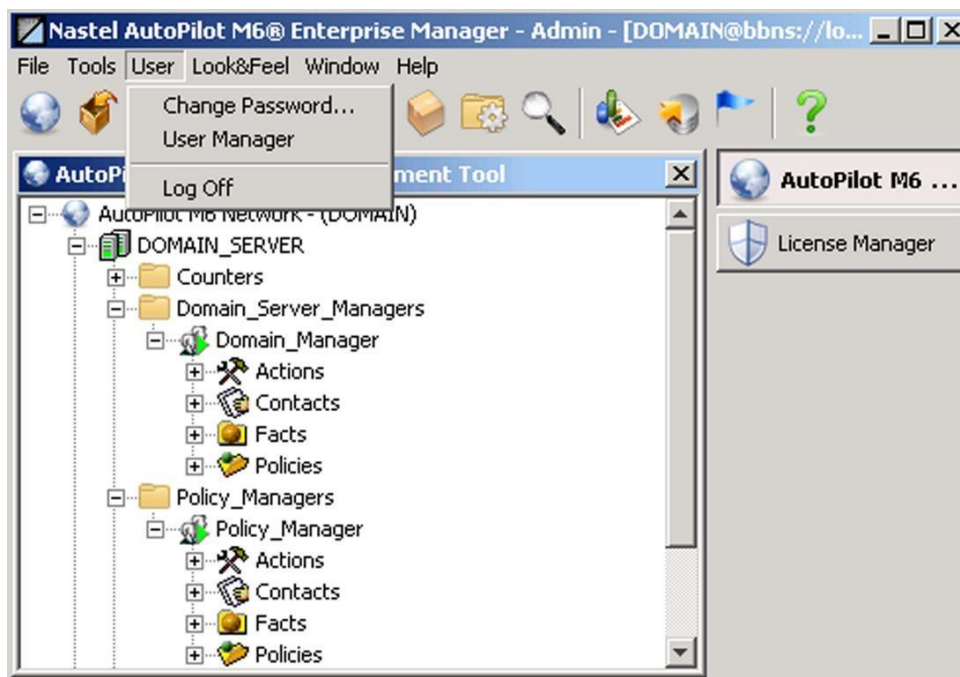 Nastel AutoPilot M6® Enterprise Manager - Admin - [DOMAIN@bbns://lo...
File Tools User Look&Feel Window Help
Change Password...
User Manager
Log Off
AutoPi ment Tool
AutoPilot M6 Network - (DOMAIN)
DOMAIN_SERVER
Counters
Domain_Server_Managers
Domain_Manager
Actions
Contacts
Facts
Policies
Policy_Managers
Policy_Manager
Actions
Contacts
Facts
Policies
AutoPilot M6 ...
License Manager